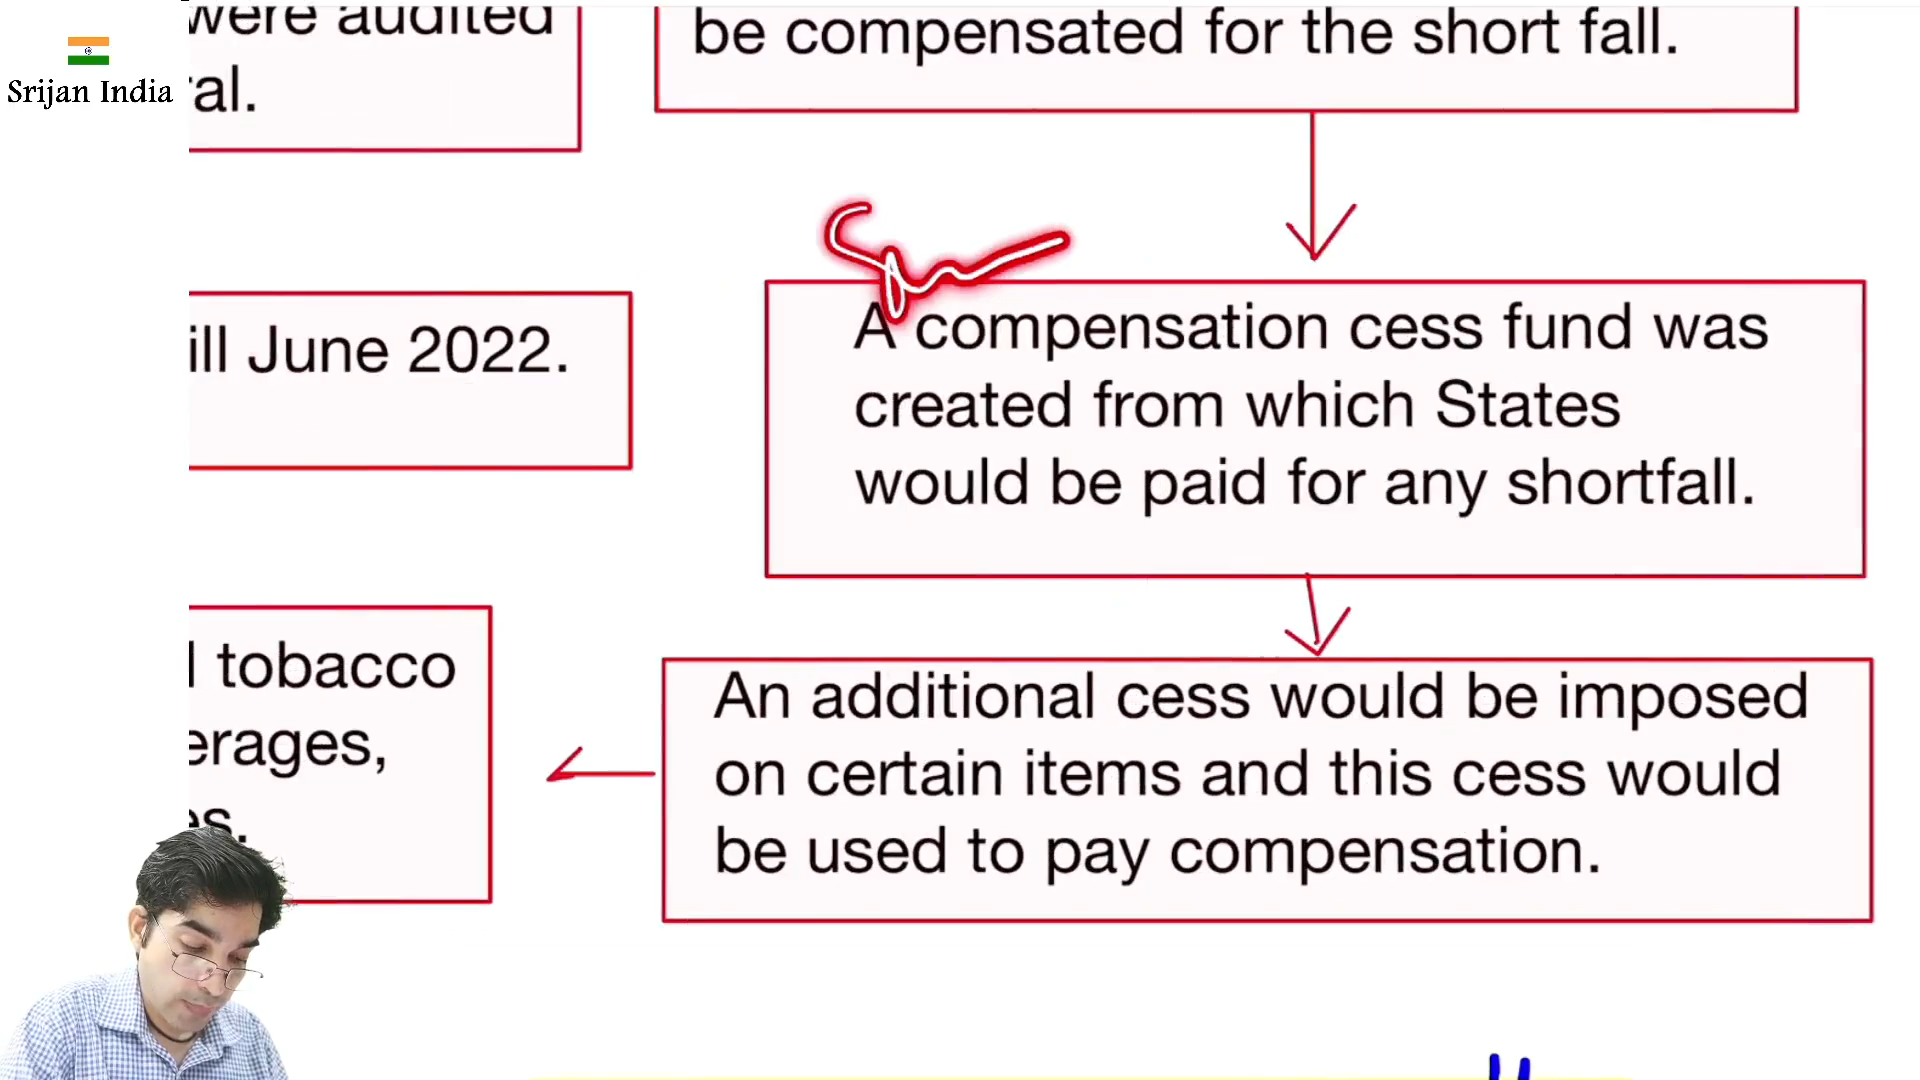 were audited
be compensated for the short fall.
Srijan India
al.
A compensation cess fund was
ill June 2022.
created from which States
would be paid for any shortfall.
tobacco
An additional cess would be imposed
erages,
on certain items and this cess would
es.
be used to pay compensation.